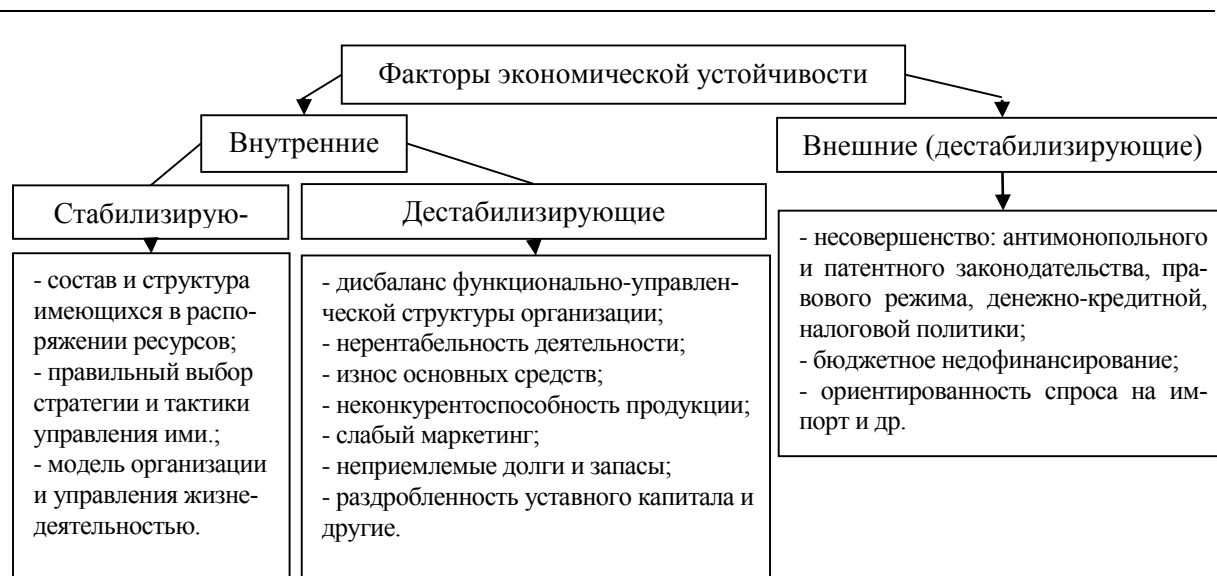 Факторы экономической устойчивости
Внутренние
Внешние (дестабилизирующие)
Стабилизирую-
Дестабилизирующие
- состав и структура
имеющихся в распо-
ряжении ресурсов;
- правильный выбор
стратегии и тактики
управления ими.;
- модель организации
и управления жизне-
деятельностью.
- дисбаланс функционально-управлен-
ческой структуры организации;
- нерентабельность деятельности;
- износ основных средств;
- неконкурентоспособность продукции;
- слабый маркетинг;
- неприемлемые долги и запасы;
- раздробленность уставного капитала и
другие.
- несовершенство: антимонопольного
и патентного законодательства, пра-
вового режима, денежно-кредитной,
налоговой политики;
- бюджетное недофинансирование;
- ориентированность спроса на им-
порт и др.